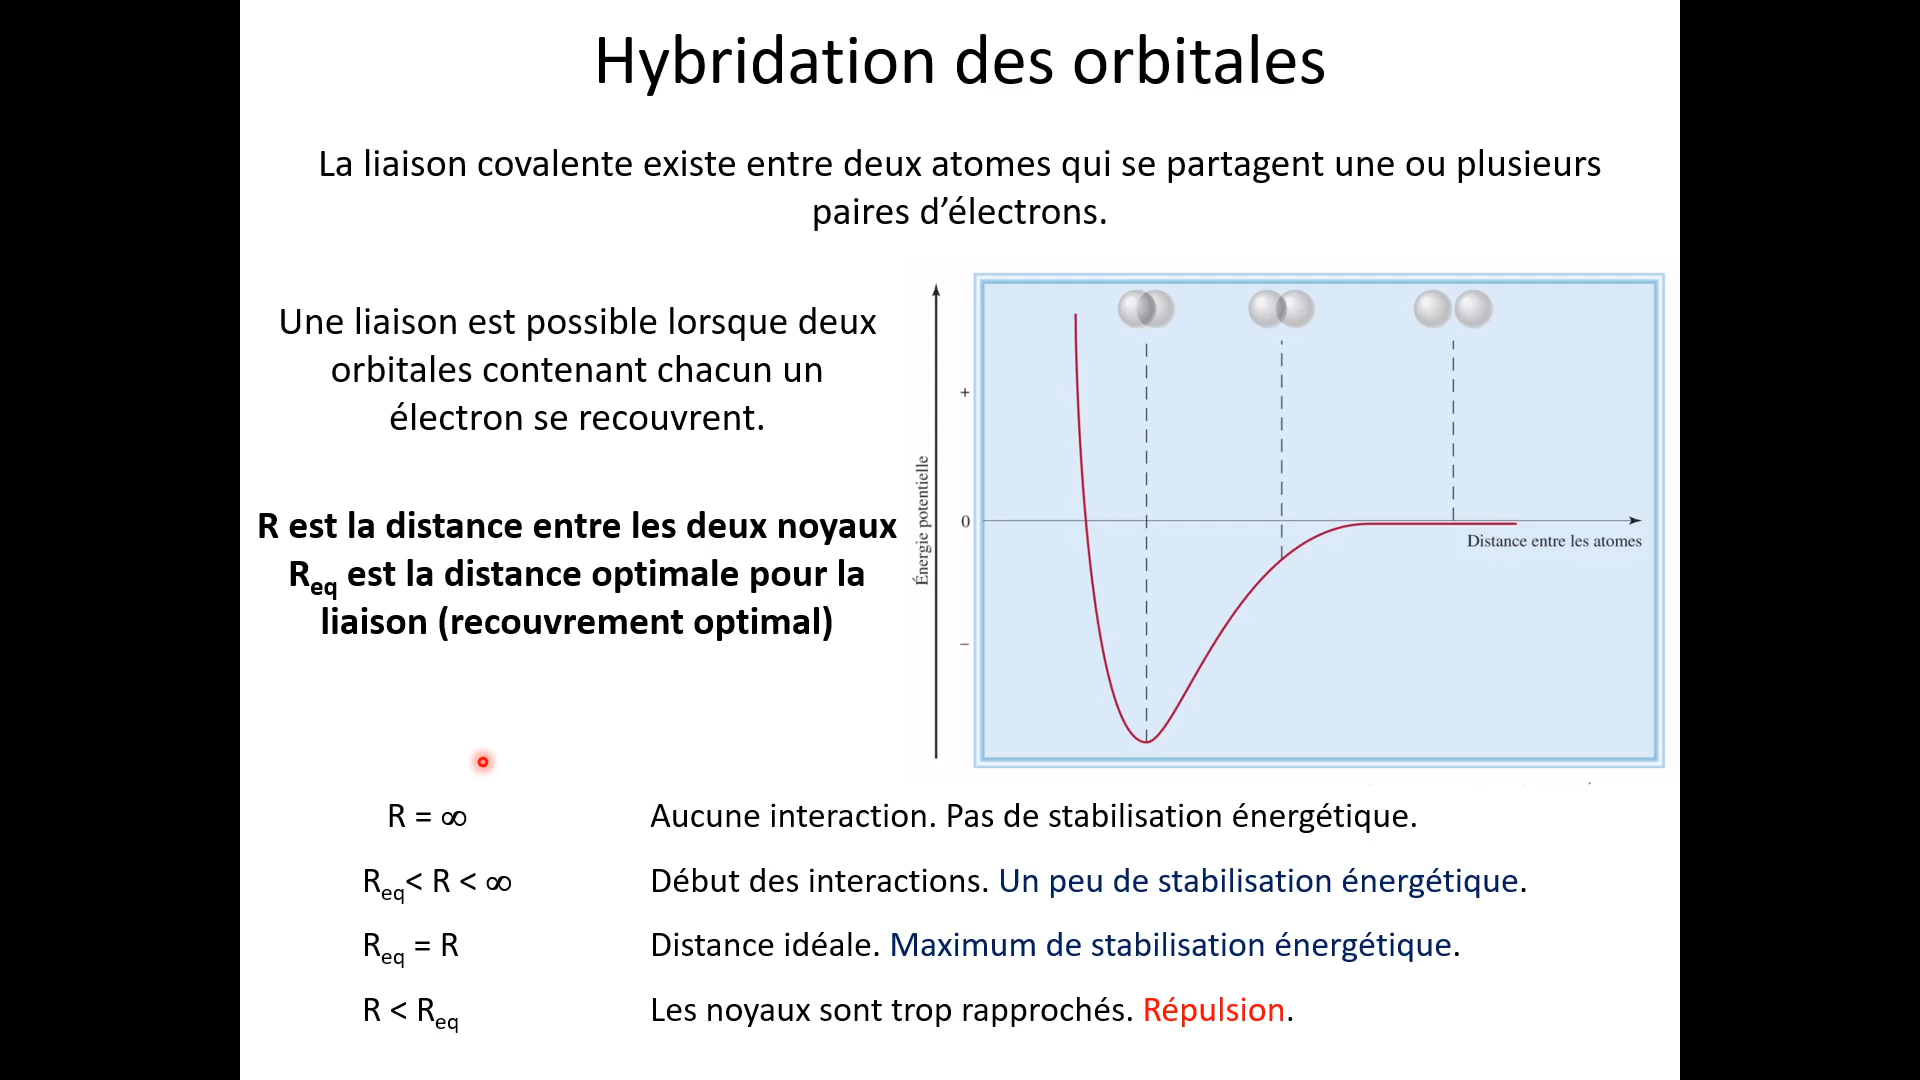 Hybridation des orbitales
La liaison covalente existe entre deux atomes qui se partagent une ou plusieurs
paires d’électrons.
Une liaison est possible lorsque deux
orbitales contenant chacun un
électron se recouvrent.
R est la distance entre les deux noyaux
Req est la distance optimale pour la
liaison (recouvrement optimal)
Énergie potentielle
+
0
−
Distance entre les atomes
R = ∞ Aucune interaction. Pas de stabilisation énergétique.
Req< R < ∞ Début des interactions. Un peu de stabilisation énergétique.
Req = R Distance idéale. Maximum de stabilisation énergétique.
R < Req Les noyaux sont trop rapprochés. Répulsion.